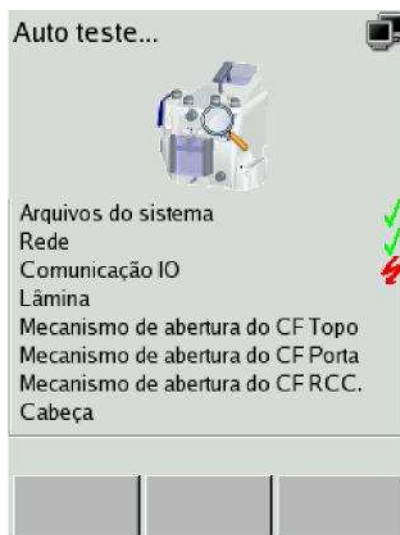 Auto teste...
Arquivos do sistema
Rede
Comunicação IO
Lâmina
Mecanismo de abertura do CF Topo
Mecanismo de abertura do CF Porta
Mecanismo de abertura do CF RCC.
Cabeça